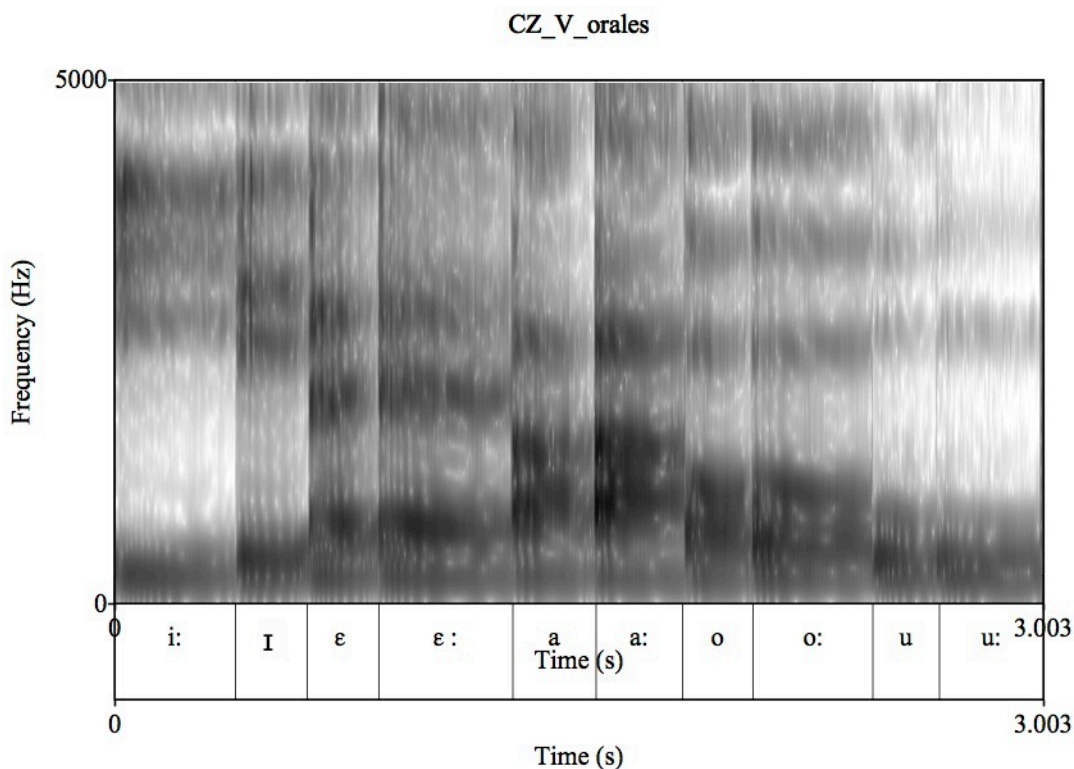 CZ_V_orales
5000
Frequency (Hz)
0
0 3.003
i: ɪ ɛ ɛ : a a: o o: u u:
Time (s)
0 3.003
Time (s)